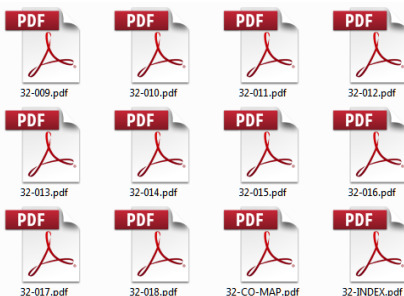 PDF PDF PDF PDF
32-009.pdf 32-010.pdf 32-011.pdf 32-012.pdf
PDF PDF PDF PDF
32-013.pdf 32-014.pdf 32-015.pdf 32-016.pdf
PDF PDF PDF PDF
32-017.pdf 32-018.pdf 32-CO-MAP.pdf 32-INDEX.pdf